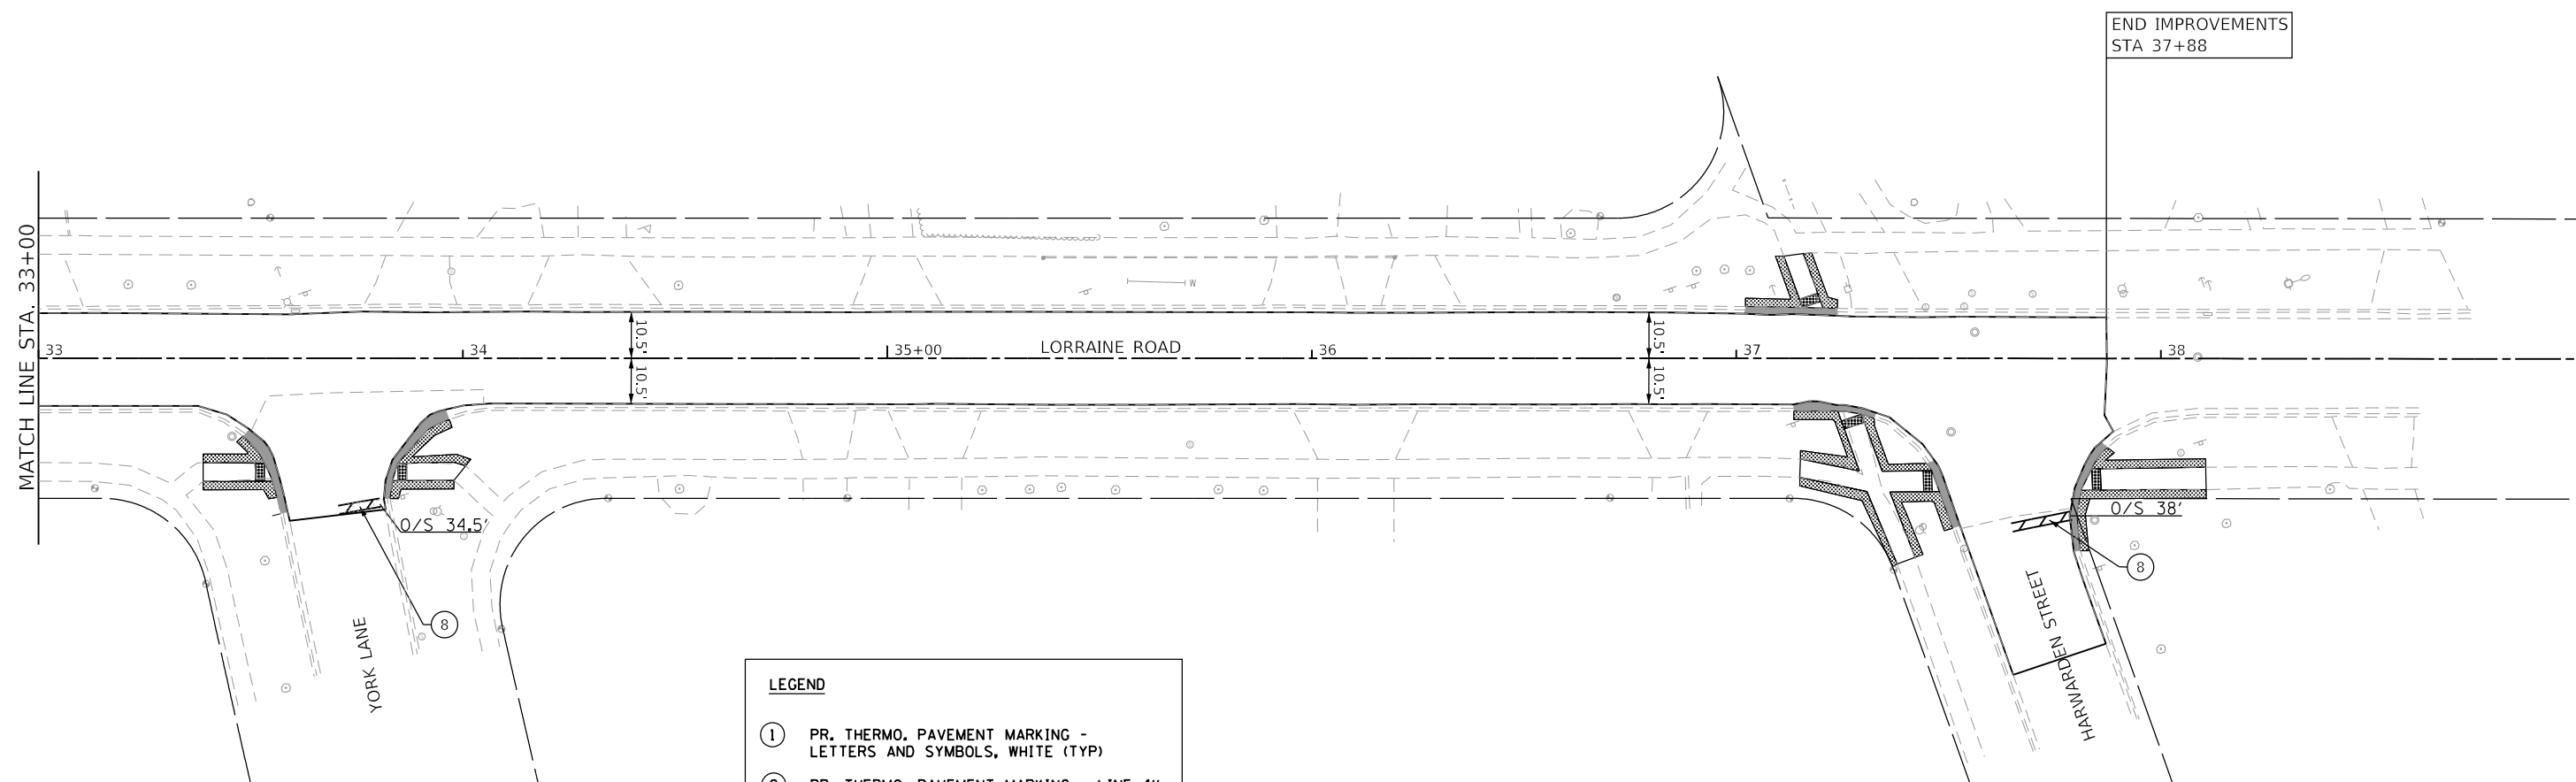 END IMPROVEMENTS
STA 37+88
MATCH LINE STA. 33+00
W
10.5'
10.5'
33
34
35+00
LORRAINE ROAD
36
37
38
10.5'
10.5'
O/S 34.5'
O/S 38'
8
8
YORK LANE
HARWARDEN STREET
LEGEND
1 PR. THERMO. PAVEMENT MARKING -
LETTERS AND SYMBOLS, WHITE (TYP)